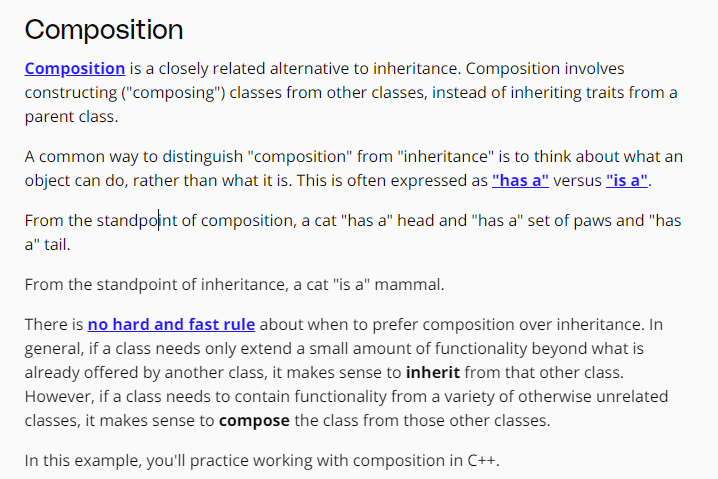 Composition
Composition is a closely related alternative to inheritance. Composition involves
constructing ("composing") classes from other classes, instead of inheriting traits from a
parent class.
A common way to distinguish "composition" from "inheritance" is to think about what an
object can do, rather than what it is. This is often expressed as "has a" versus "is a".
From the standpoint of composition, a cat "has a" head and "has a" set of paws and "has
a" tail.
From the standpoint of inheritance, a cat "is a" mammal.
There is no hard and fast rule about when to prefer composition over inheritance. In
general, if a class needs only extend a small amount of functionality beyond what is
already offered by another class, it makes sense to inherit from that other class.
However, if a class needs to contain functionality from a variety of otherwise unrelated
classes, it makes sense to compose the class from those other classes.
In this example, you'll practice working with composition in C++.